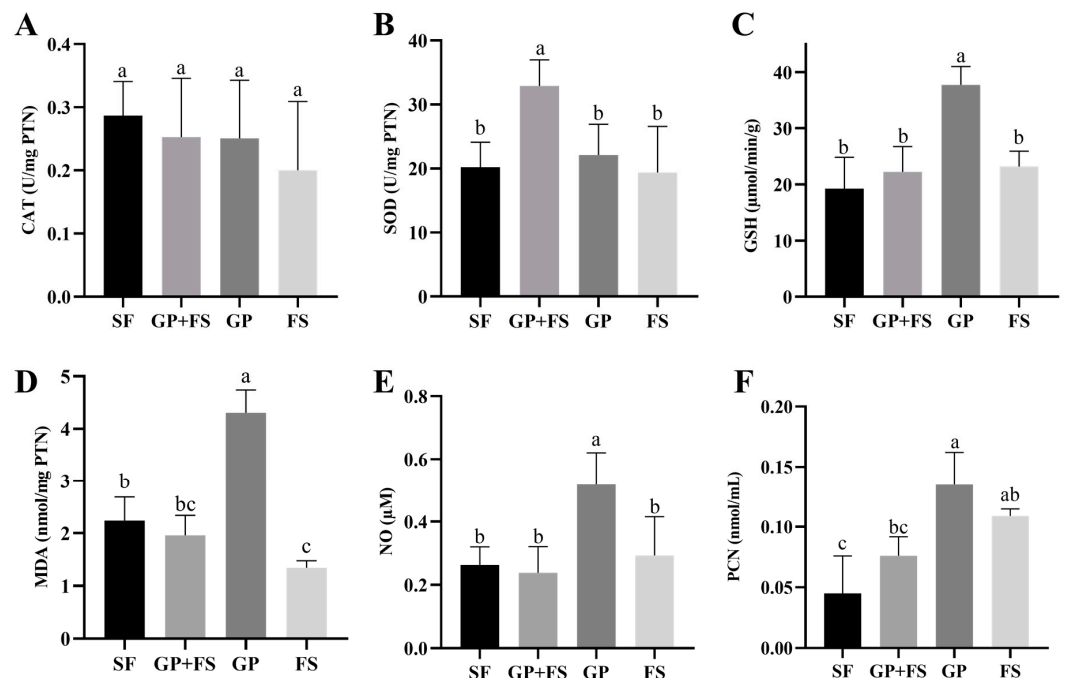 A
CAT (U/mg PTN)
0.4
0.3
0.2
0.1
0.0
a
a
a
a
SF
GP+FS
GP
FS
B
SOD (U/mg PTN)
40
30
20
10
0
b
a
b
b
SF
GP+FS
GP
FS
C
GSH (μmol/min/g)
40
30
20
10
0
b
b
a
b
SF
GP+FS
GP
FS
D
MDA (nmol/mg PTN)
5
4
3
2
1
0
b
bc
a
c
SF
GP+FS
GP
FS
E
NO (μM)
0.8
0.6
0.4
0.2
0.0
b
b
a
b
SF
GP+FS
GP
FS
F
PCN (nmol/mL)
0.20
0.15
0.10
0.05
0.00
c
bc
a
ab
SF
GP+FS
GP
FS